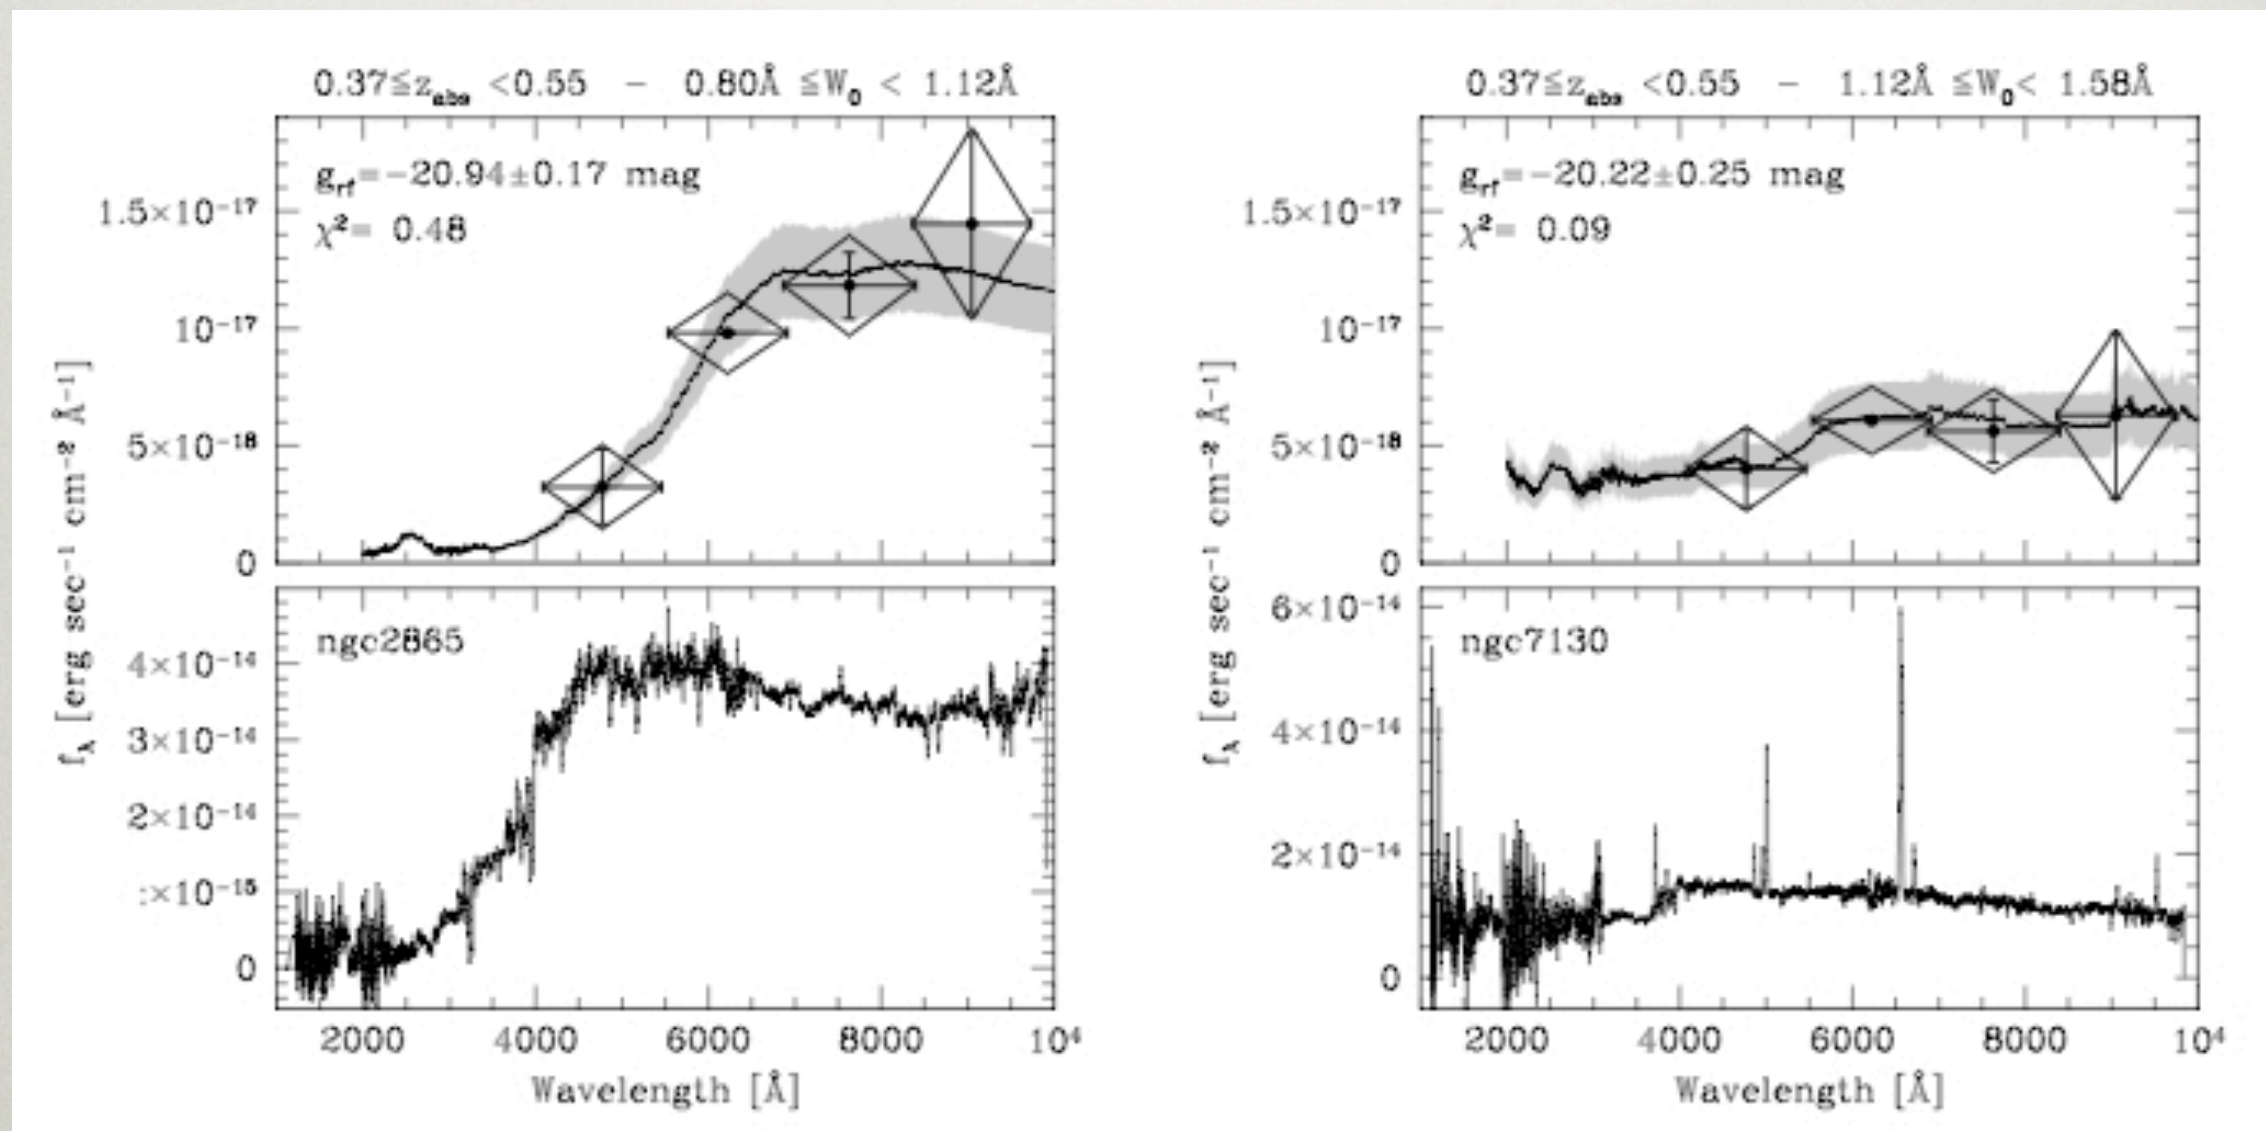 0.37≦z_abs <0.55 - 0.80Å ≦W_0 < 1.12Å
g_rf=-20.94±0.17 mag
χ²= 0.48
1.5×10⁻¹⁷
10⁻¹⁷
5×10⁻¹⁸
0
f_λ [erg sec⁻¹ cm⁻² Å⁻¹]
ngc2865
4×10⁻¹⁴
3×10⁻¹⁴
2×10⁻¹⁴
:×10⁻¹⁵
0
2000 4000 6000 8000 10⁴
Wavelength [Å]
0.37≦z_abs <0.55 - 1.12Å ≦W_0< 1.58Å
g_rf=-20.22±0.25 mag
χ²= 0.09
1.5×10⁻¹⁷
10⁻¹⁷
5×10⁻¹⁸
0
f_λ [erg sec⁻¹ cm⁻² Å⁻¹]
ngc7130
6×10⁻¹⁴
4×10⁻¹⁴
2×10⁻¹⁴
0
2000 4000 6000 8000 10⁴
Wavelength [Å]